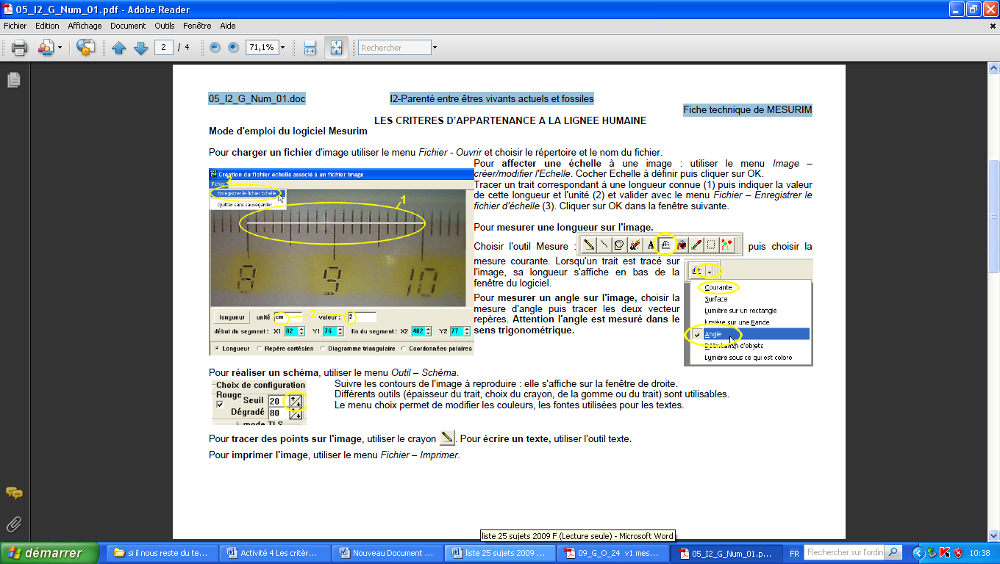 05_I2_G_Num_01.pdf - Adobe Reader
Fichier Edition Affichage Document Outils Fenêtre Aide
2 / 4 71,1% Rechercher
05_I2_G_Num_01.doc I2-Parenté entre êtres vivants actuels et fossiles
Fiche technique de MESURIM
LES CRITERES D'APPARTENANCE A LA LIGNEE HUMAINE
Mode d'emploi du logiciel Mesurim
Pour charger un fichier d'image utiliser le menu Fichier - Ouvrir et choisir le répertoire et le nom du fichier.
Pour affecter une échelle à une image : utiliser le menu Image –
créer/modifier l'Echelle. Cocher Echelle à définir puis cliquer sur OK.
Tracer un trait correspondant à une longueur connue (1) puis indiquer la valeur
de cette longueur et l'unité (2) et valider avec le menu Fichier – Enregistrer le
fichier d'échelle (3). Cliquer sur OK dans la fenêtre suivante.
Création du fichier échelle associé à un fichier image
Fichier
3
Enregistrer le fichier Echelle
Quitter sans sauvegarder
1
8 9 10
longueur unité cm 2 valeur : 2
début du segment : X1 82 Y1 76 fin du segment : X2 482 Y2 77
Longueur Repère cartésien Diagramme triangulaire Coordonnées polaires
Pour mesurer une longueur sur l'image.
Choisir l'outil Mesure : A puis choisir la
mesure courante. Lorsqu'un trait est tracé sur
l'image, sa longueur s'affiche en bas de la
fenêtre du logiciel.
Pour mesurer un angle sur l'image, choisir la
mesure d'angle puis tracer les deux vecteur
repères. Attention l'angle est mesuré dans le
sens trigonométrique.
Courante
Surface
Lumière sur un rectangle
Lumière sur une Bande
Angle
Délimitation d'objets
Lumière sous ce qui est coloré
Pour réaliser un schéma, utiliser le menu Outil – Schéma.
Choix de configuration
Rouge
Seuil 20
Dégradé 80
mode TLS
Suivre les contours de l'image à reproduire : elle s'affiche sur la fenêtre de droite.
Différents outils (épaisseur du trait, choix du crayon, de la gomme ou du trait) sont utilisables.
Le menu choix permet de modifier les couleurs, les fontes utilisées pour les textes.
Pour tracer des points sur l'image, utiliser le crayon . Pour écrire un texte, utiliser l'outil texte.
Pour imprimer l'image, utiliser le menu Fichier – Imprimer.
liste 25 sujets 2009 F (Lecture seule) - Microsoft Word
démarrer si il nous reste du te... Activité 4 Les critèr... Nouveau Document ... liste 25 sujets 2009 ... 09_G_O_24 v1 mes... 05_I2_G_Num_01.p... FR Rechercher sur l'ordin 10:38